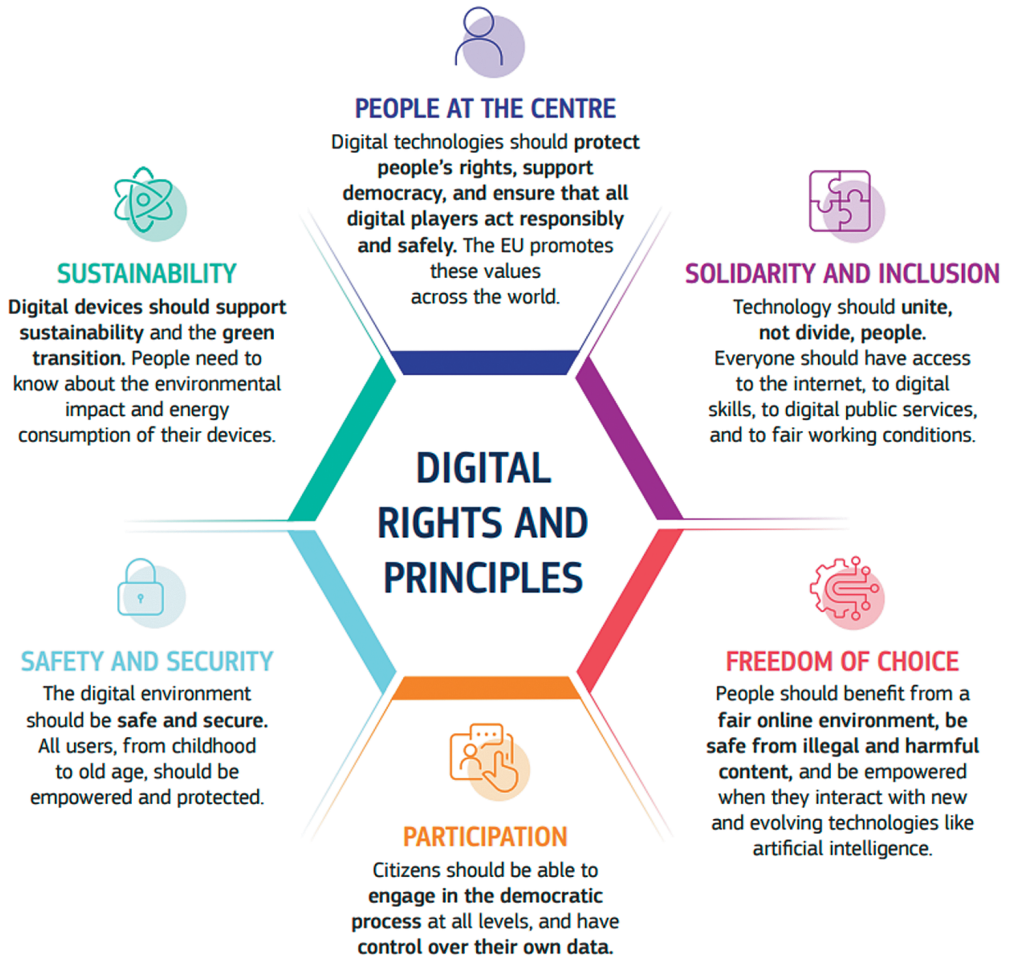 PEOPLE AT THE CENTRE
Digital technologies should protect
people's rights, support
democracy, and ensure that all
digital players act responsibly
and safely. The EU promotes
these values
across the world.
SUSTAINABILITY
Digital devices should support
sustainability and the green
transition. People need to
know about the environmental
impact and energy
consumption of their devices.
SOLIDARITY AND INCLUSION
Technology should unite,
not divide, people.
Everyone should have access
to the internet, to digital
skills, to digital public services,
and to fair working conditions.
DIGITAL
RIGHTS AND
PRINCIPLES
SAFETY AND SECURITY
The digital environment
should be safe and secure.
All users, from childhood
to old age, should be
empowered and protected.
FREEDOM OF CHOICE
People should benefit from a
fair online environment, be
safe from illegal and harmful
content, and be empowered
when they interact with new
and evolving technologies like
artificial intelligence.
PARTICIPATION
Citizens should be able to
engage in the democratic
process at all levels, and have
control over their own data.